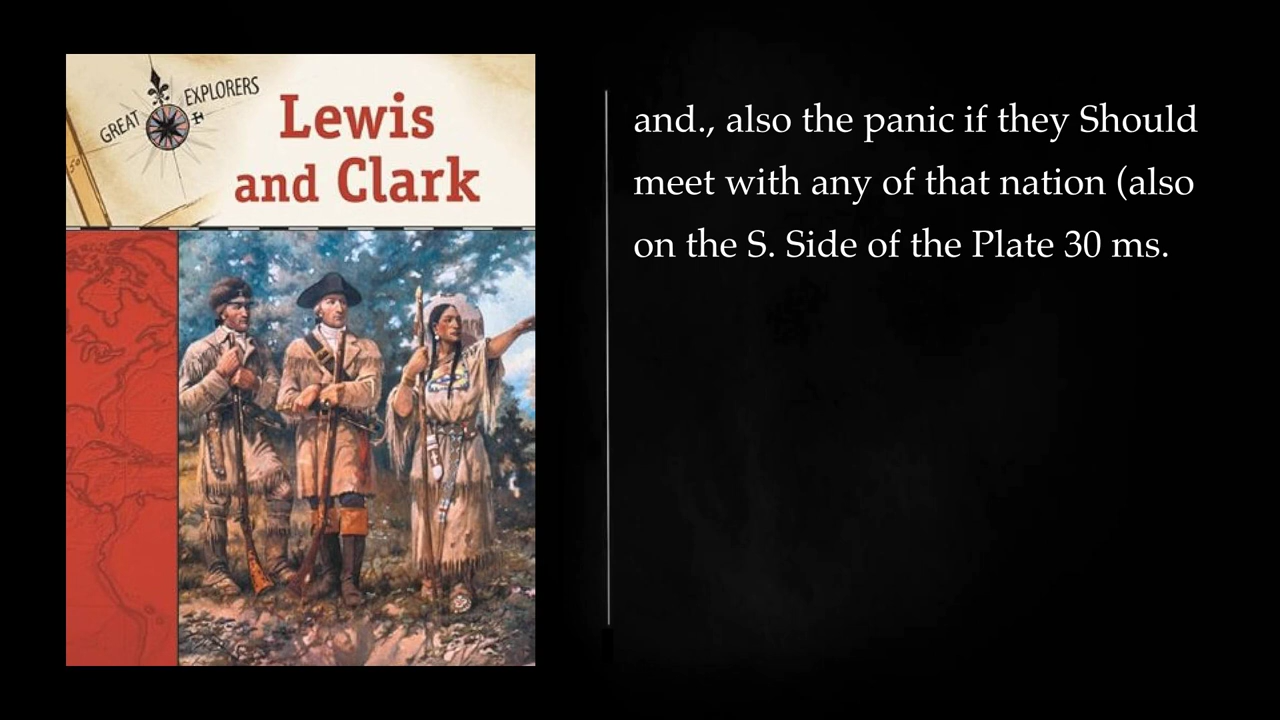 GREAT EXPLORERS
Lewis
and Clark
50
and., also the panic if they Should
meet with any of that nation (also
on the S. Side of the Plate 30 ms.